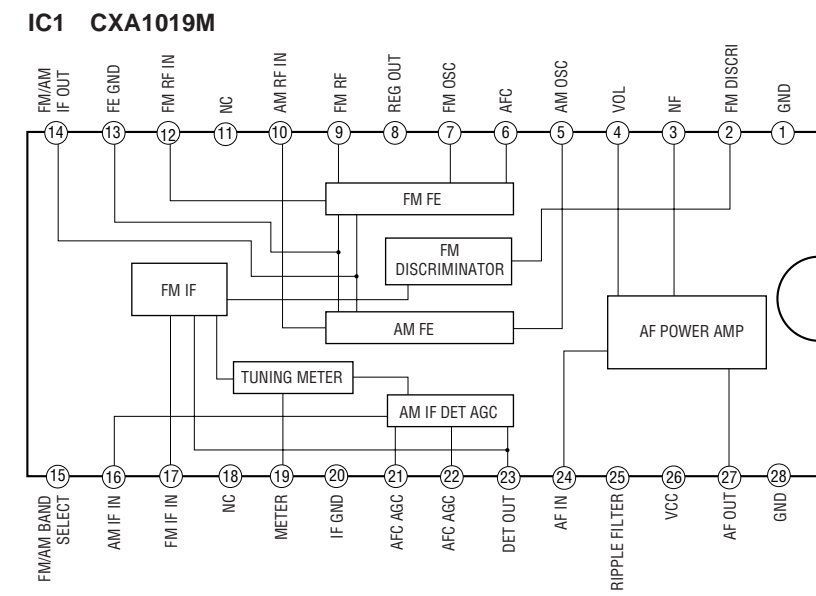 IC1 CXA1019M
FM/AM
IF OUT
FE GND
FM RF IN
NC
AM RF IN
FM RF
REG OUT
FM OSC
AFC
AM OSC
VOL
NF
FM DISCRI
GND
14
13
12
11
10
9
8
7
6
5
4
3
2
1
FM FE
FM
DISCRIMINATOR
FM IF
AM FE
AF POWER AMP
TUNING METER
AM IF DET AGC
15
16
17
18
19
20
21
22
23
24
25
26
27
28
FM/AM BAND
SELECT
AM IF IN
FM IF IN
NC
METER
IF GND
AFC AGC
AFC AGC
DET OUT
AF IN
RIPPLE FILTER
VCC
AF OUT
GND